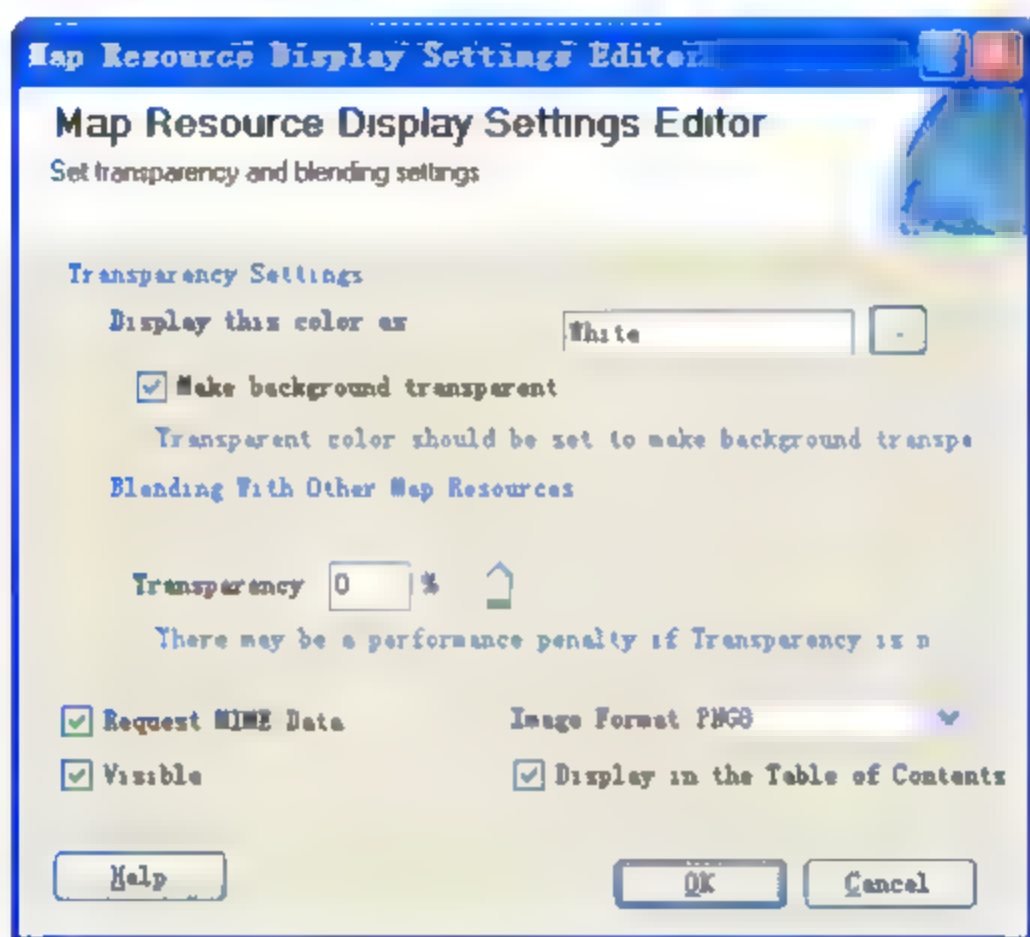 Map Resource Display Settings Editor
Map Resource Display Settings Editor
Set transparency and blending settings
Transparency Settings
Display this color as White
Make background transparent
Transparent color should be set to make background transpa
Blending With Other Map Resources
Transparency 0 %
There may be a performance penalty if Transparency is n
Request MIME Data Image Format PNG8
Visible Display in the Table of Contents
Help OK Cancel